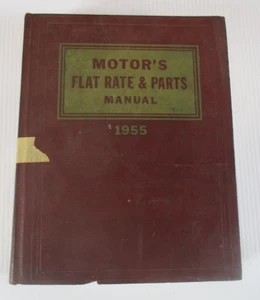 MOTOR'S
FLAT RATE & PARTS
MANUAL
1955